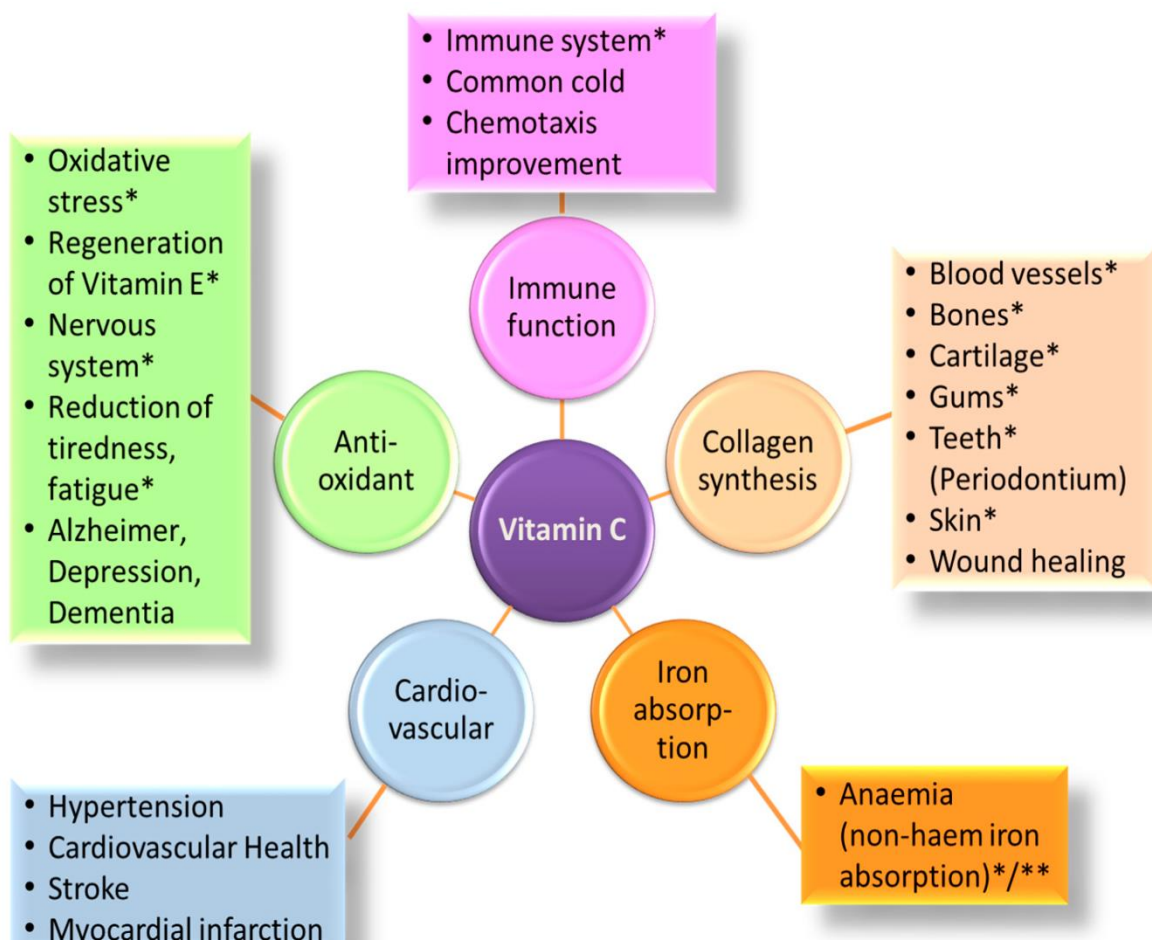 • Immune system*
• Common cold
• Chemotaxis
improvement
• Oxidative
stress*
• Regeneration
of Vitamin E*
• Nervous
system*
• Reduction of
tiredness,
fatigue*
• Alzheimer,
Depression,
Dementia
Immune
function
• Blood vessels*
• Bones*
• Cartilage*
• Gums*
• Teeth*
(Periodontium)
• Skin*
• Wound healing
Anti-
oxidant
Collagen
synthesis
Vitamin C
Cardio-
vascular
Iron
absorp-
tion
• Hypertension
• Cardiovascular Health
• Stroke
• Myocardial infarction
• Anaemia
(non-haem iron
absorption)*/**